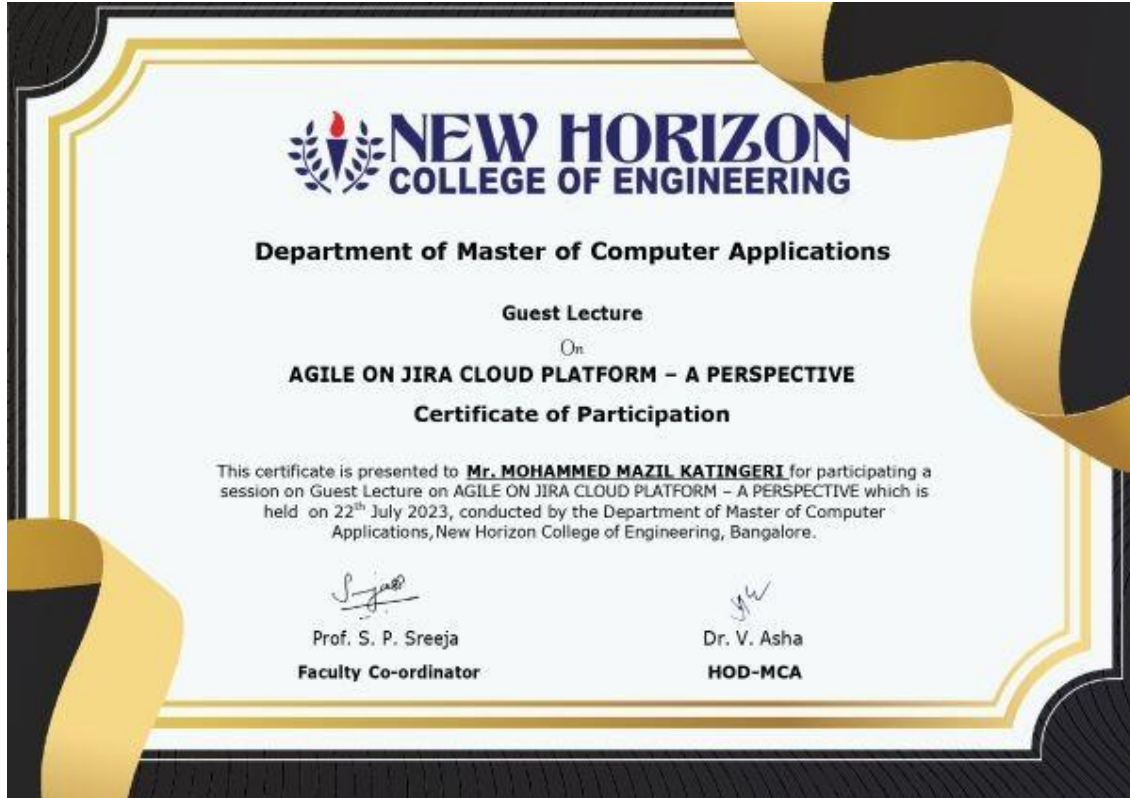 NEW HORIZON
COLLEGE OF ENGINEERING
Department of Master of Computer Applications
Guest Lecture
On
AGILE ON JIRA CLOUD PLATFORM – A PERSPECTIVE
Certificate of Participation
This certificate is presented to Mr. MOHAMMED MAZIL KATINGERI for participating a
session on Guest Lecture on AGILE ON JIRA CLOUD PLATFORM – A PERSPECTIVE which is
held on 22th July 2023, conducted by the Department of Master of Computer
Applications, New Horizon College of Engineering, Bangalore.
Prof. S. P. Sreeja
Dr. V. Asha
Faculty Co-ordinator
HOD-MCA